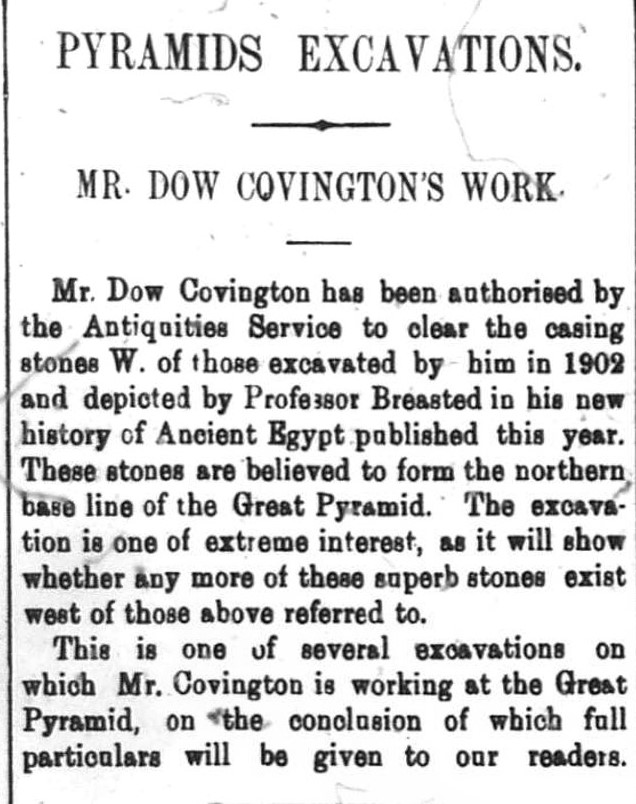 PYRAMIDS EXCAVATIONS.
MR. DOW COVINGTON'S WORK.
Mr. Dow Covington has been authorised by
the Antiquities Service to clear the casing
stones W. of those excavated by him in 1902
and depicted by Professor Breasted in his new
history of Ancient Egypt published this year.
These stones are believed to form the northern
base line of the Great Pyramid. The excava-
tion is one of extreme interest, as it will show
whether any more of these superb stones exist
west of those above referred to.
This is one of several excavations on
which Mr. Covington is working at the Great
Pyramid, on the conclusion of which full
particulars will be given to our readers.